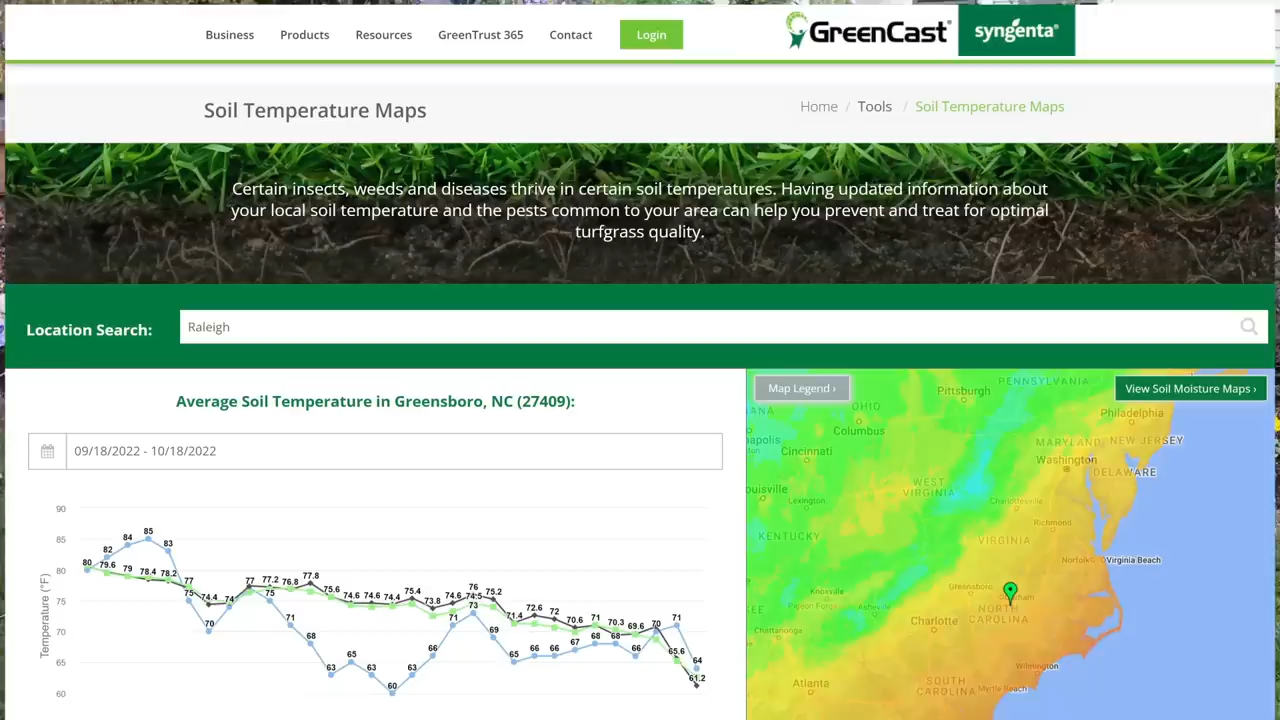 Business Products Resources GreenTrust 365 Contact Login
GreenCast® syngenta®
Soil Temperature Maps
Home / Tools / Soil Temperature Maps
Certain insects, weeds and diseases thrive in certain soil temperatures. Having updated information about
your local soil temperature and the pests common to your area can help you prevent and treat for optimal
turfgrass quality.
Location Search:
Raleigh
Average Soil Temperature in Greensboro, NC (27409):
09/18/2022 - 10/18/2022
Temperature (°F)
90
85
80
75
70
65
60
80 82 84 85 83
79.6 79 78.4 78.2 77
75 70 74.4 74
77 77.2 76.8 77.8 75.6 74.6 74.6 74.4 75.4 73.8 74.6 76 74.5 75.2
75 71 68 63 65 63 60 63 66 71 73 69
71.4 72.6 72 70.6 71 70.3 69.6 70 65.6 61.2
65 66 66 67 68 68 66 71 64
Map Legend ›
View Soil Moisture Maps ›
PENNSYLVANIA
Pittsburgh
OHIO
Columbus
Philadelphia
MARYLAND
NEW JERSEY
Cincinnati
Washington
DELAWARE
WEST
VIRGINIA
Lexington
Charlottesville
Richmond
KENTUCKY
VIRGINIA
Norfolk
Virginia Beach
Greensboro
Knoxville
Pigeon Forge
Asheville
NORTH
CAROLINA
Charlotte
Chattanooga
Wilmington
SOUTH
CAROLINA
Atlanta
Myrtle Beach